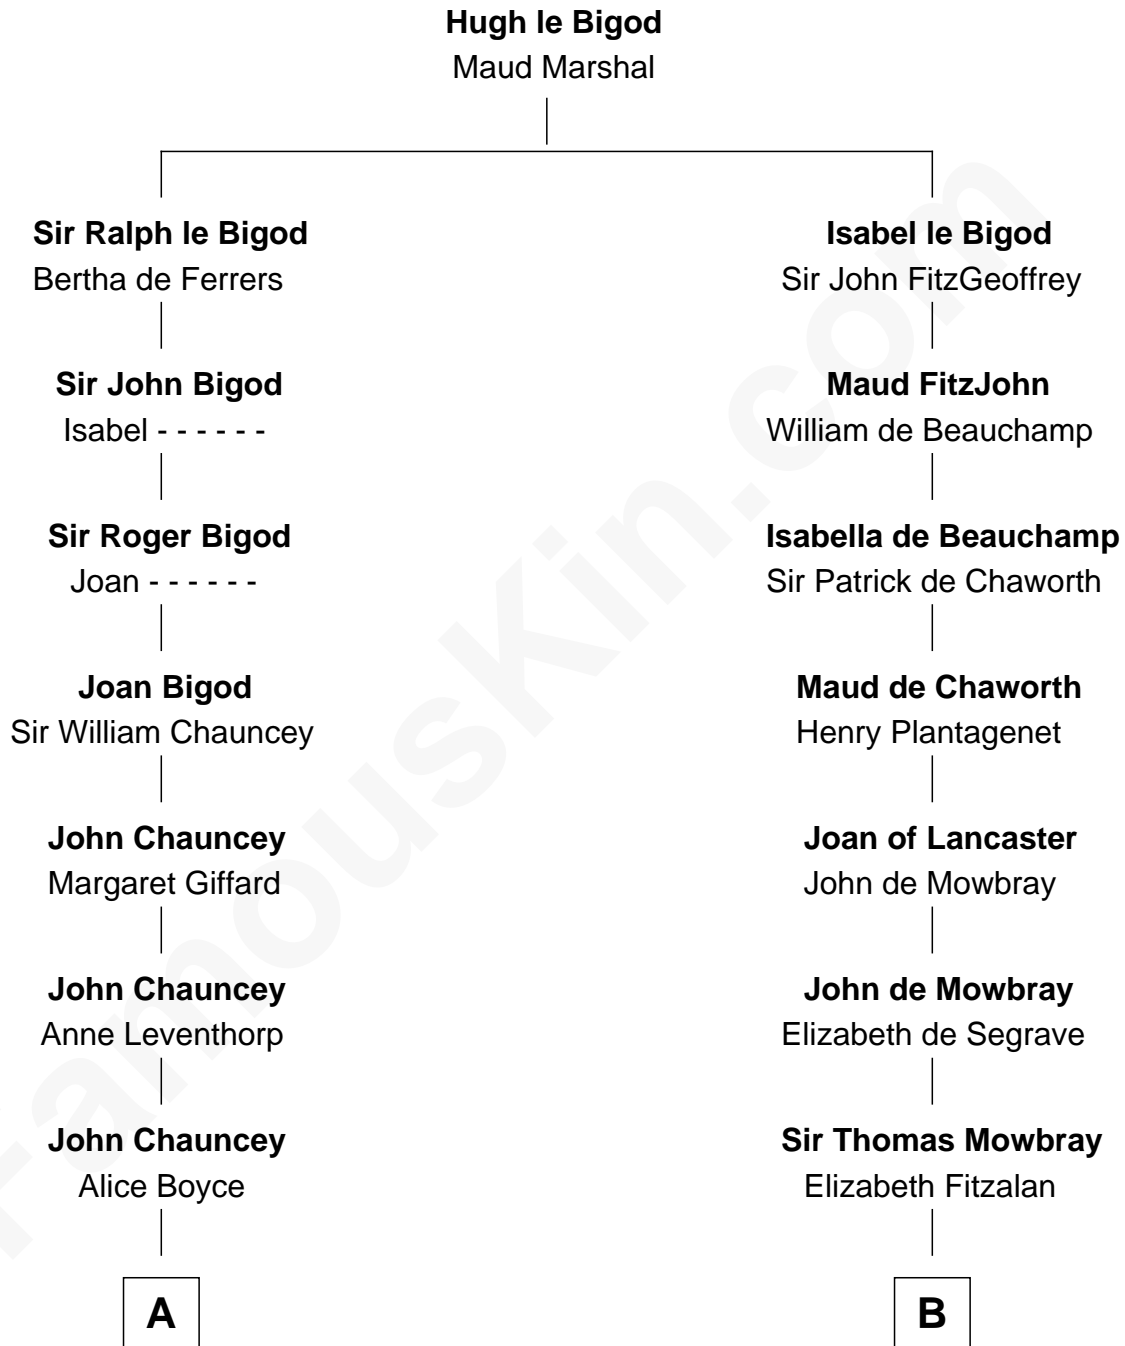 Hugh le Bigod
Maud Marshal
Sir Ralph le Bigod
Bertha de Ferrers
Isabel le Bigod
Sir John FitzGeoffrey
Sir John Bigod
Isabel - - - - - -
Maud FitzJohn
William de Beauchamp
Sir Roger Bigod
Joan - - - - - -
Isabella de Beauchamp
Sir Patrick de Chaworth
Joan Bigod
Sir William Chauncey
Maud de Chaworth
Henry Plantagenet
John Chauncey
Margaret Giffard
Joan of Lancaster
John de Mowbray
John Chauncey
Anne Leventhorp
John de Mowbray
Elizabeth de Segrave
John Chauncey
Alice Boyce
Sir Thomas Mowbray
Elizabeth Fitzalan
A
B
FamousKin.com